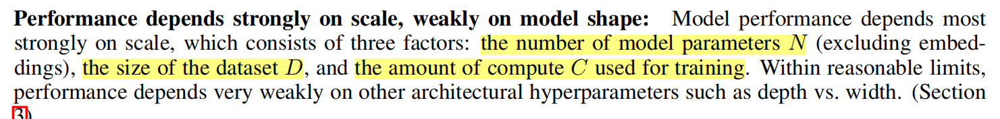 Performance depends strongly on scale, weakly on model shape: Model performance depends most
strongly on scale, which consists of three factors: the number of model parameters N (excluding embed-
dings), the size of the dataset D, and the amount of compute C used for training. Within reasonable limits,
performance depends very weakly on other architectural hyperparameters such as depth vs. width. (Section
3)